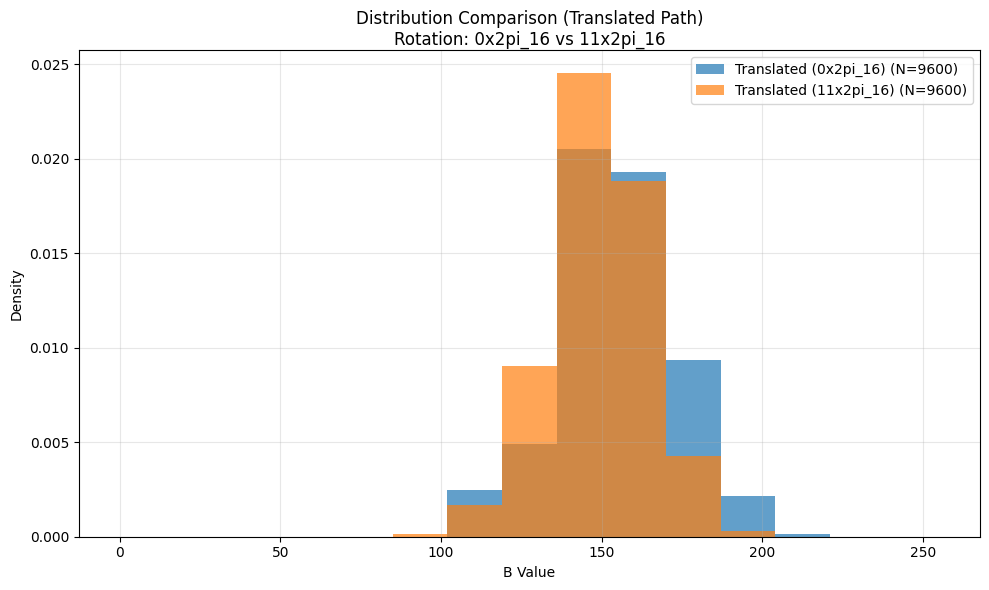 Distribution Comparison (Translated Path)
Rotation: 0x2pi_16 vs 11x2pi_16
Translated (0x2pi_16) (N=9600)
Translated (11x2pi_16) (N=9600)
0.025
0.020
0.015
0.010
0.005
0.000
Density
0 50 100 150 200 250
B Value